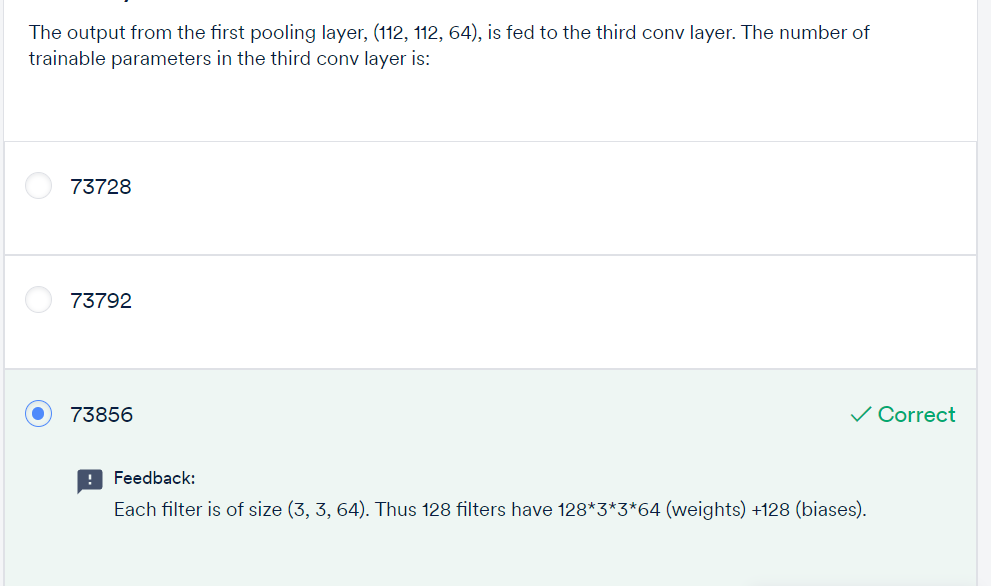 The output from the first pooling layer, (112, 112, 64), is fed to the third conv layer. The number of
trainable parameters in the third conv layer is:
73728
73792
73856
Correct
Feedback:
Each filter is of size (3, 3, 64). Thus 128 filters have 128*3*3*64 (weights) +128 (biases).